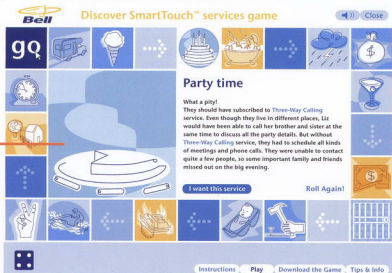 Bell
Discover SmartTouch™ services game
Close
go
Party time
What a pity!
They should have subscribed to Three-Way Calling
service. Even though they live in different places, Liz
would have been able to call her brother and sister at the
same time to discuss all the party details. But without
Three-Way Calling service, they had to schedule all kinds
of meetings and phone calls. They were unable to contact
quite a few people, so some important family and friends
missed out on the big evening.
I want this service
Roll Again!
Instructions Play Download the Game Tips & Info